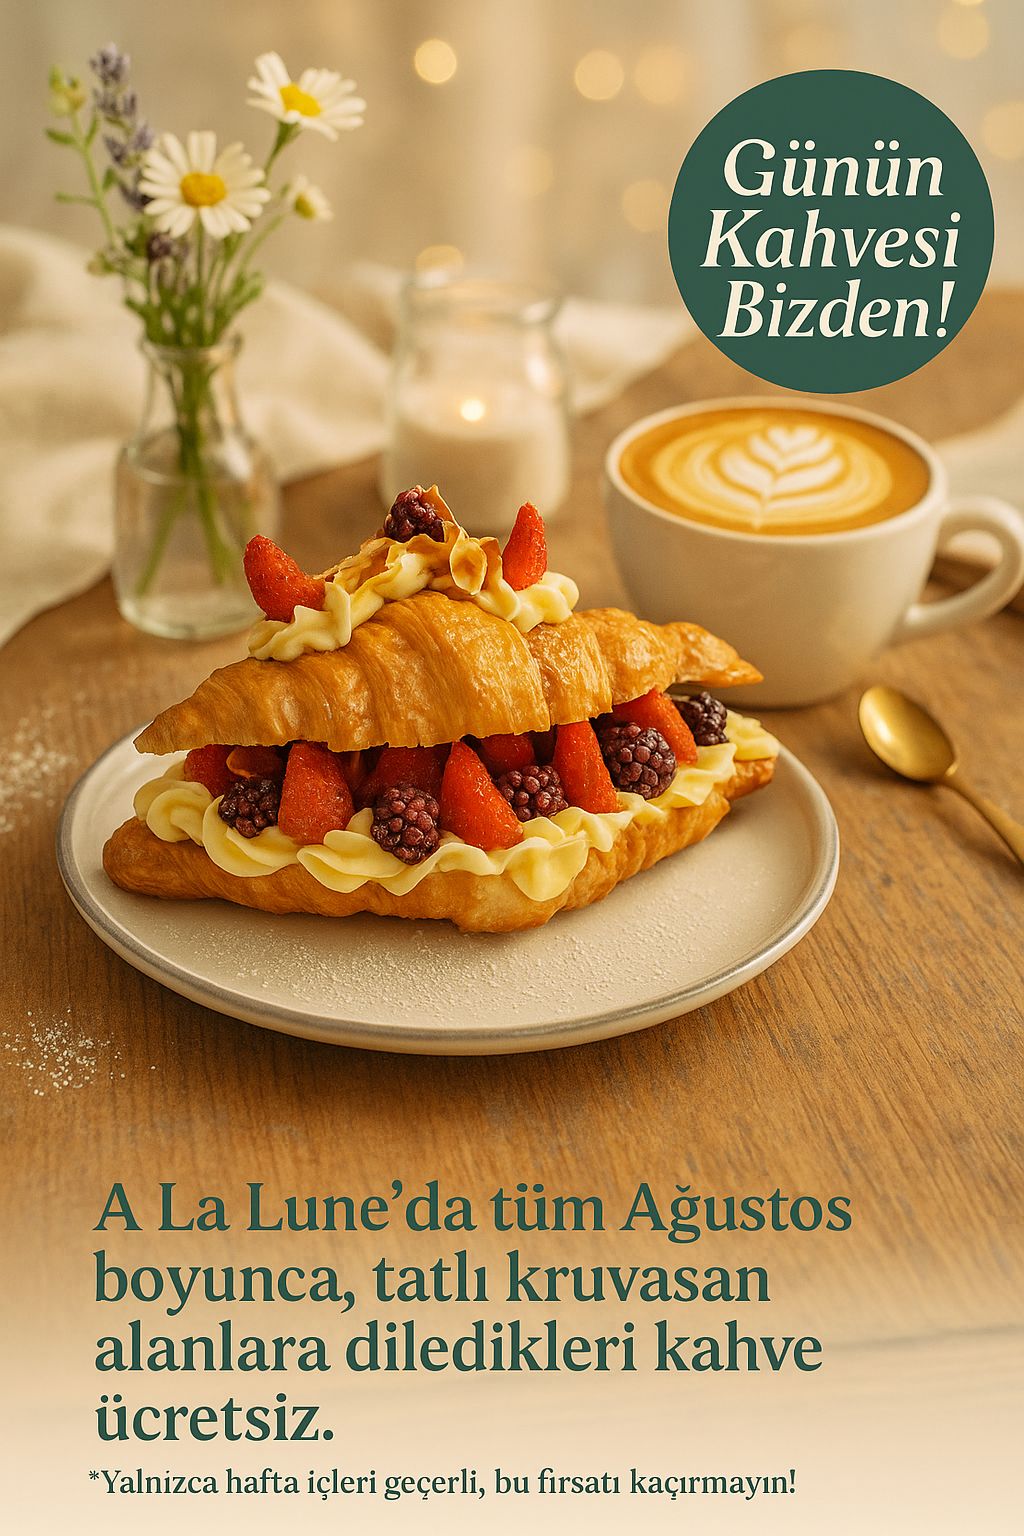 Günün
Kahvesi
Bizden!
A La Lune’da tüm Ağustos
boyunca, tatlı kruvasan
alanlara diledikleri kahve
ücretsiz.
*Yalnızca hafta içleri geçerli, bu fırsatı kaçırmayın!